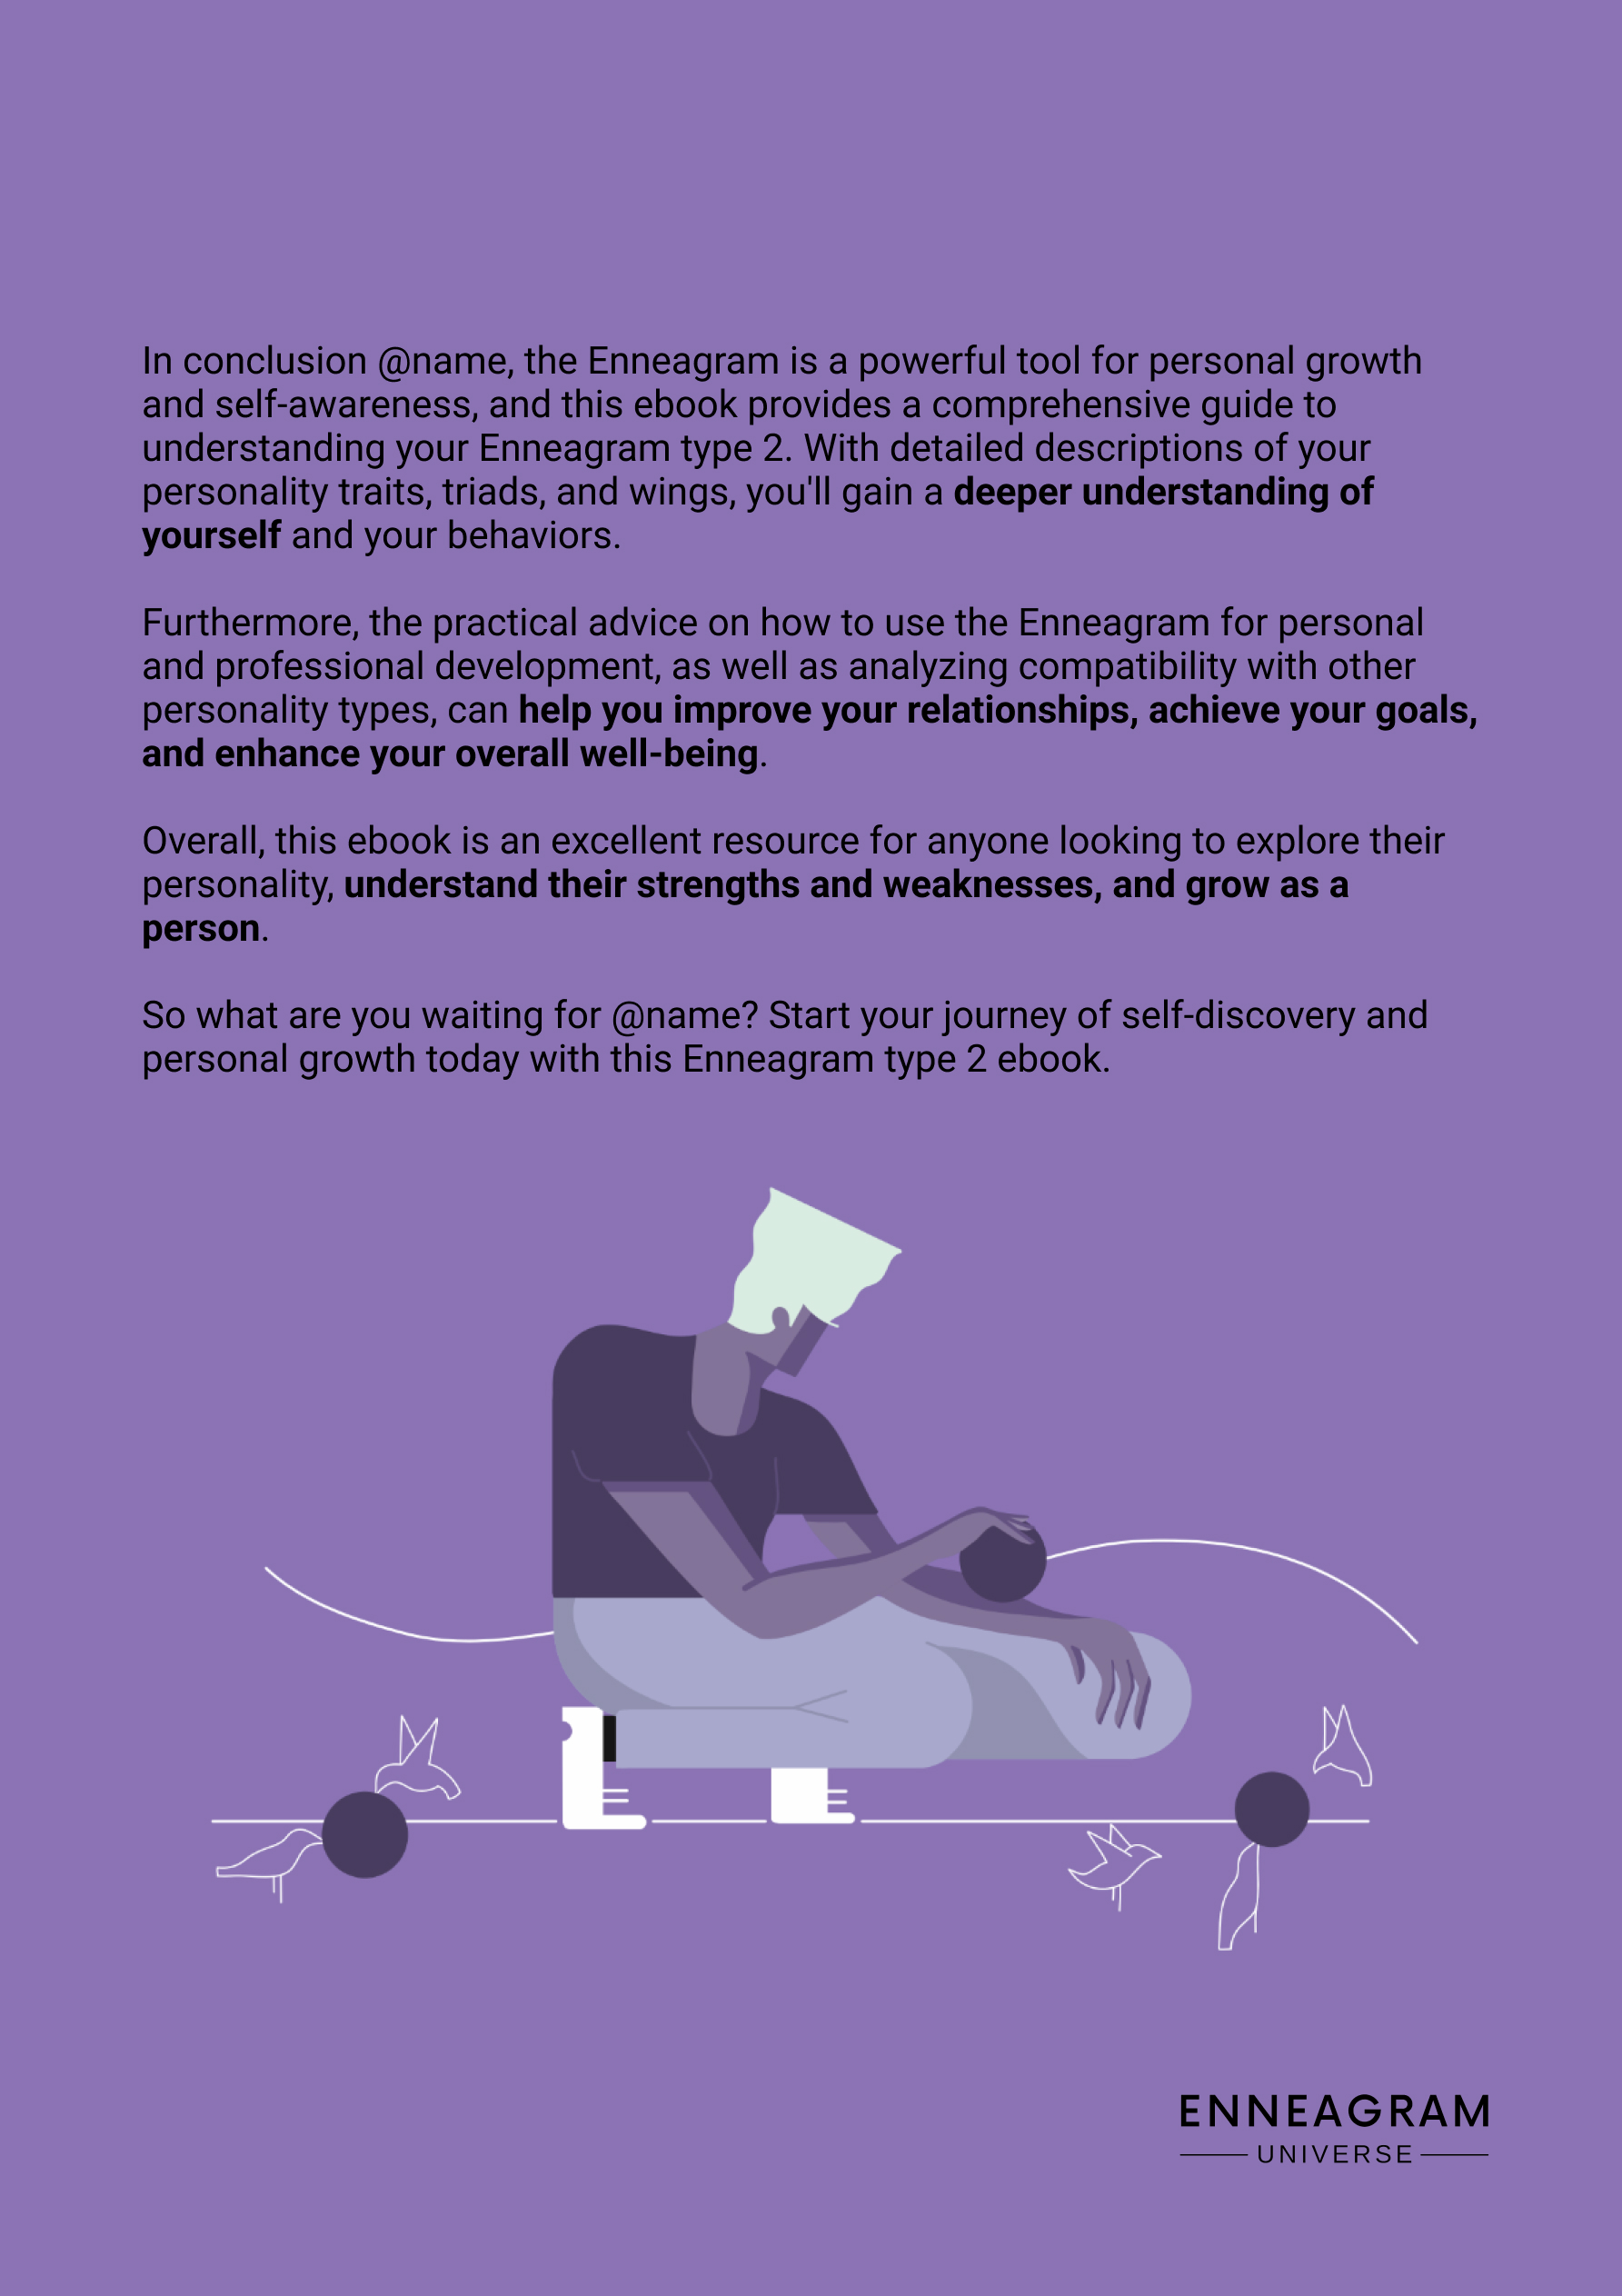 In conclusion @name, the Enneagram is a powerful tool for personal growth
and self-awareness, and this ebook provides a comprehensive guide to
understanding your Enneagram type 2. With detailed descriptions of your
personality traits, triads, and wings, you'll gain a deeper understanding of
yourself and your behaviors.
Furthermore, the practical advice on how to use the Enneagram for personal
and professional development, as well as analyzing compatibility with other
personality types, can help you improve your relationships, achieve your goals,
and enhance your overall well-being.
Overall, this ebook is an excellent resource for anyone looking to explore their
personality, understand their strengths and weaknesses, and grow as a
person.
So what are you waiting for @name? Start your journey of self-discovery and
personal growth today with this Enneagram type 2 ebook.
ENNEAGRAM
UNIVERSE